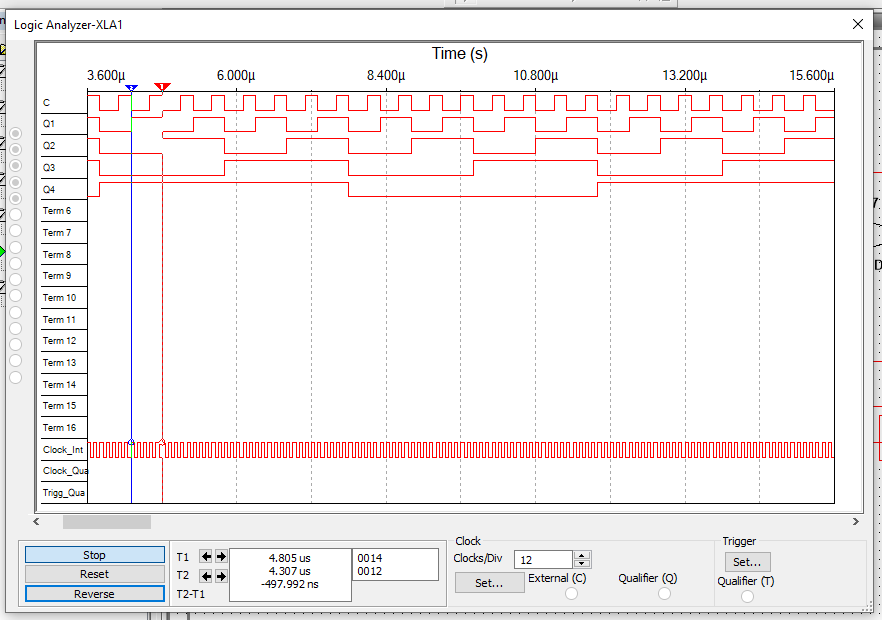 Logic Analyzer-XLA1
Time (s)
3.600µ 6.000µ 8.400µ 10.800µ 13.200µ 15.600µ
2 1
C
Q1
Q2
Q3
Q4
Term 6
Term 7
Term 8
Term 9
Term 10
Term 11
Term 12
Term 13
Term 14
Term 15
Term 16
Clock_Int
Clock_Qua
Trigg_Qua
Stop
Reset
Reverse
T1
T2
T2-T1
4.805 us
4.307 us
-497.992 ns
0014
0012
Clock
Clocks/Div 12
Set...
External (C)
Qualifier (Q)
Trigger
Set...
Qualifier (T)